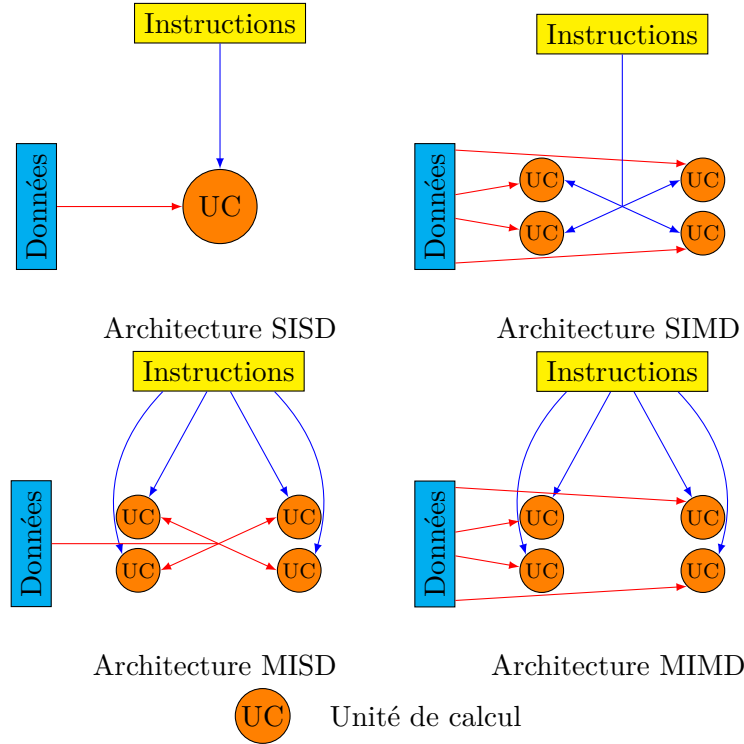 Instructions
Données
UC
Architecture SISD
Instructions
Données
UC
UC
UC
UC
Architecture SIMD
Instructions
Données
UC
UC
UC
UC
Architecture MISD
Instructions
Données
UC
UC
UC
UC
Architecture MIMD
UC
Unité de calcul